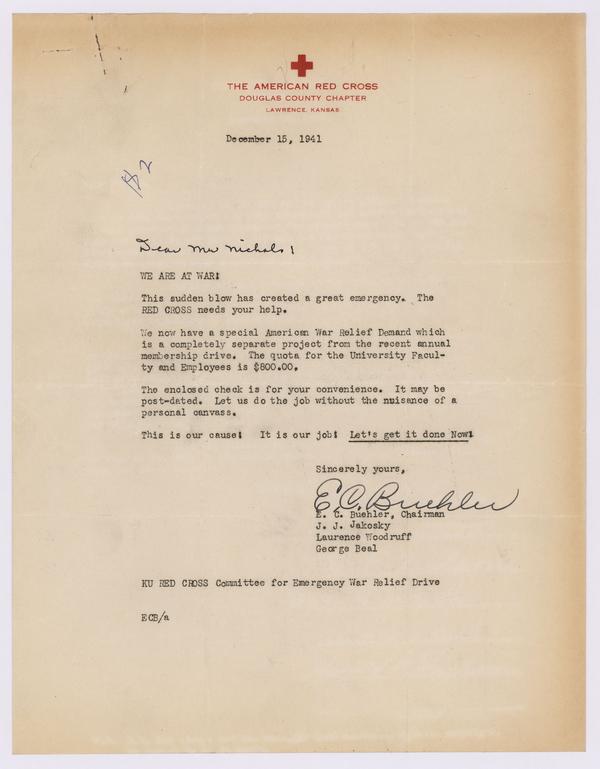 THE AMERICAN RED CROSS
DOUGLAS COUNTY CHAPTER
LAWRENCE, KANSAS
December 15, 1941
Dear Mr Nichols!
WE ARE AT WAR!
This sudden blow has created a great emergency. The
RED CROSS needs your help.
We now have a special American War Relief Demand which
is a completely separate project from the recent annual
membership drive. The quota for the University Facul-
ty and Employees is $800.00.
The enclosed check is for your convenience. It may be
post-dated. Let us do the job without the nuisance of a
personal canvass.
This is our cause! It is our job! Let's get it done Now!
Sincerely yours,
E. C. Buehler
E. C. Buehler, Chairman
J. J. Jakosky
Laurence Woodruff
George Beal
KU RED CROSS Committee for Emergency War Relief Drive
ECB/a